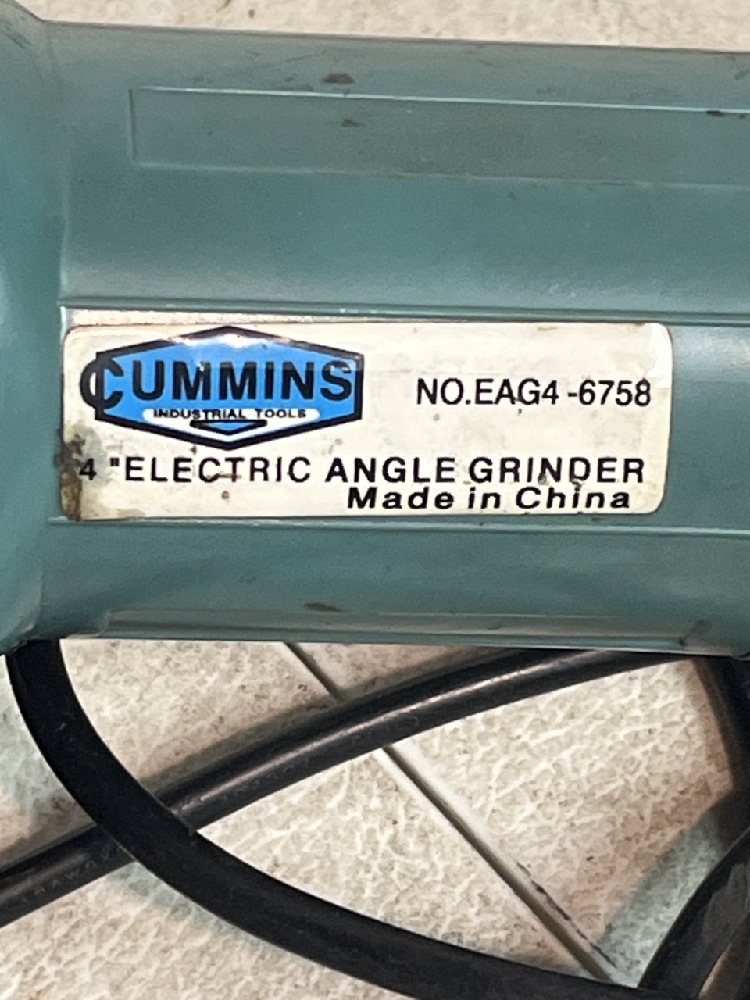 CUMMINS
INDUSTRIAL TOOLS
NO.EAG4-6758
4 "ELECTRIC ANGLE GRINDER
Made in China